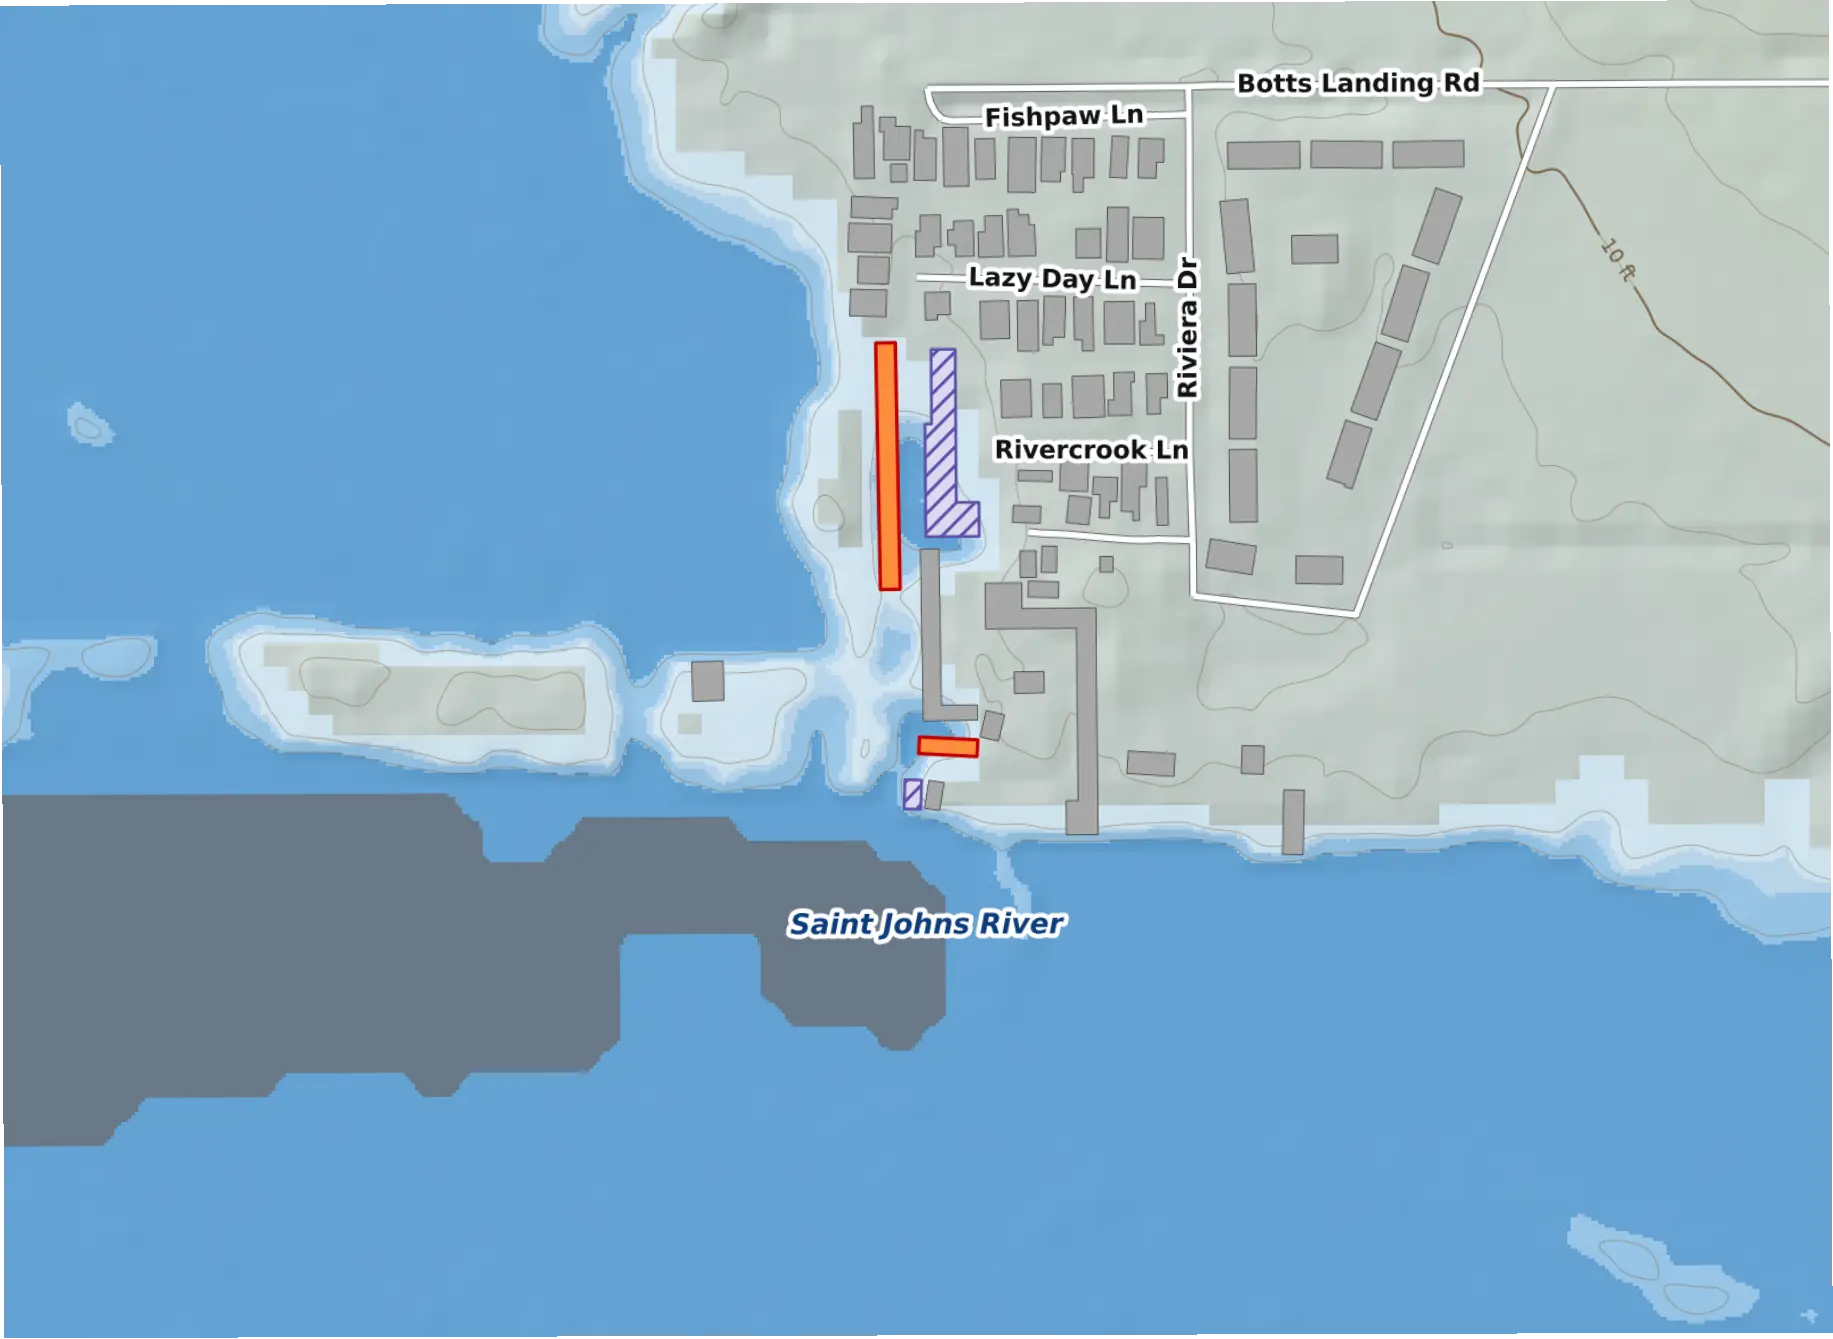 Botts Landing Rd
Fishpaw Ln
10 ft
Lazy Day Ln
Riviera Dr
Rivercrook Ln
Saint Johns River